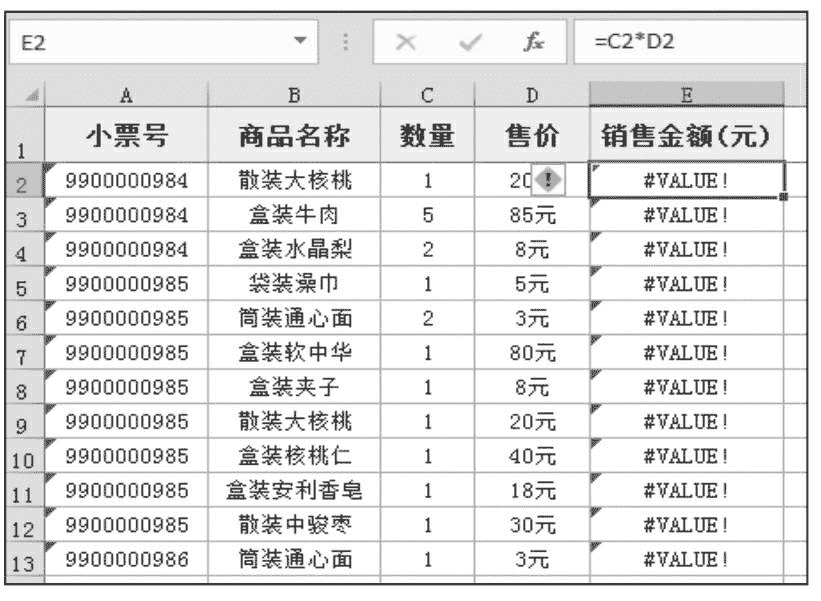 E2 fx =C2*D2
A B C D E
1 小票号 商品名称 数量 售价 销售金额(元)
2 9900000984 散装大核桃 1 20 #VALUE!
3 9900000984 盒装牛肉 5 85元 #VALUE!
4 9900000984 盒装水晶梨 2 8元 #VALUE!
5 9900000985 袋装澡巾 1 5元 #VALUE!
6 9900000985 筒装通心面 2 3元 #VALUE!
7 9900000985 盒装软中华 1 80元 #VALUE!
8 9900000985 盒装夹子 1 8元 #VALUE!
9 9900000985 散装大核桃 1 20元 #VALUE!
10 9900000985 盒装核桃仁 1 40元 #VALUE!
11 9900000985 盒装安利香皂 1 18元 #VALUE!
12 9900000985 散装中骏枣 1 30元 #VALUE!
13 9900000986 筒装通心面 1 3元 #VALUE!